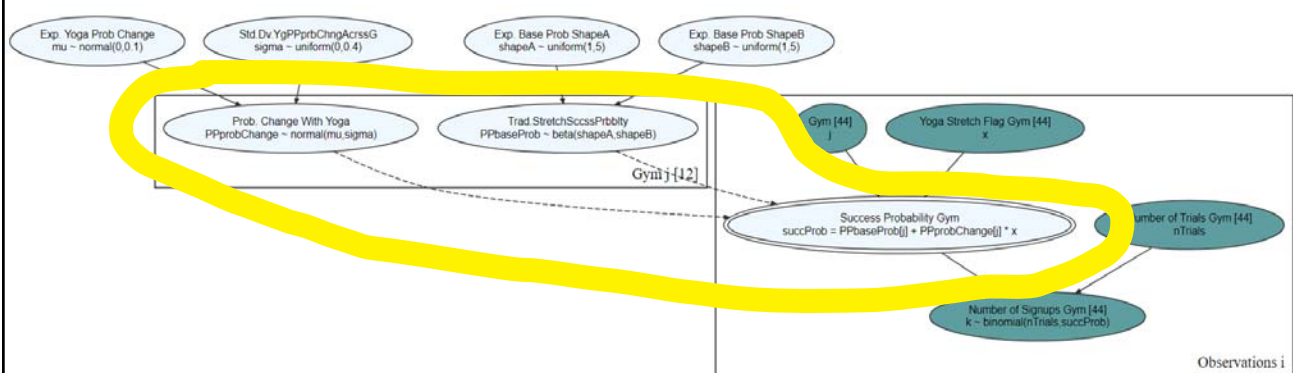 Exp. Yoga Prob Change
mu ~ normal(0,0.1)
Std.Dv.YgPPprbChngAcrssG
sigma ~ uniform(0,0.4)
Exp. Base Prob ShapeA
shapeA ~ uniform(1,5)
Exp. Base Prob ShapeB
shapeB ~ uniform(1,5)
Prob. Change With Yoga
PPprobChange ~ normal(mu,sigma)
Trad.StretchSccssPrbblty
PPbaseProb ~ beta(shapeA,shapeB)
Gym j [12]
Gym [44]
j
Yoga Stretch Flag Gym [44]
x
Success Probability Gym
succProb = PPbaseProb[j] + PPprobChange[j] * x
umber of Trials Gym [44]
nTrials
Number of Signups Gym [44]
k ~ binomial(nTrials,succProb)
Observations i